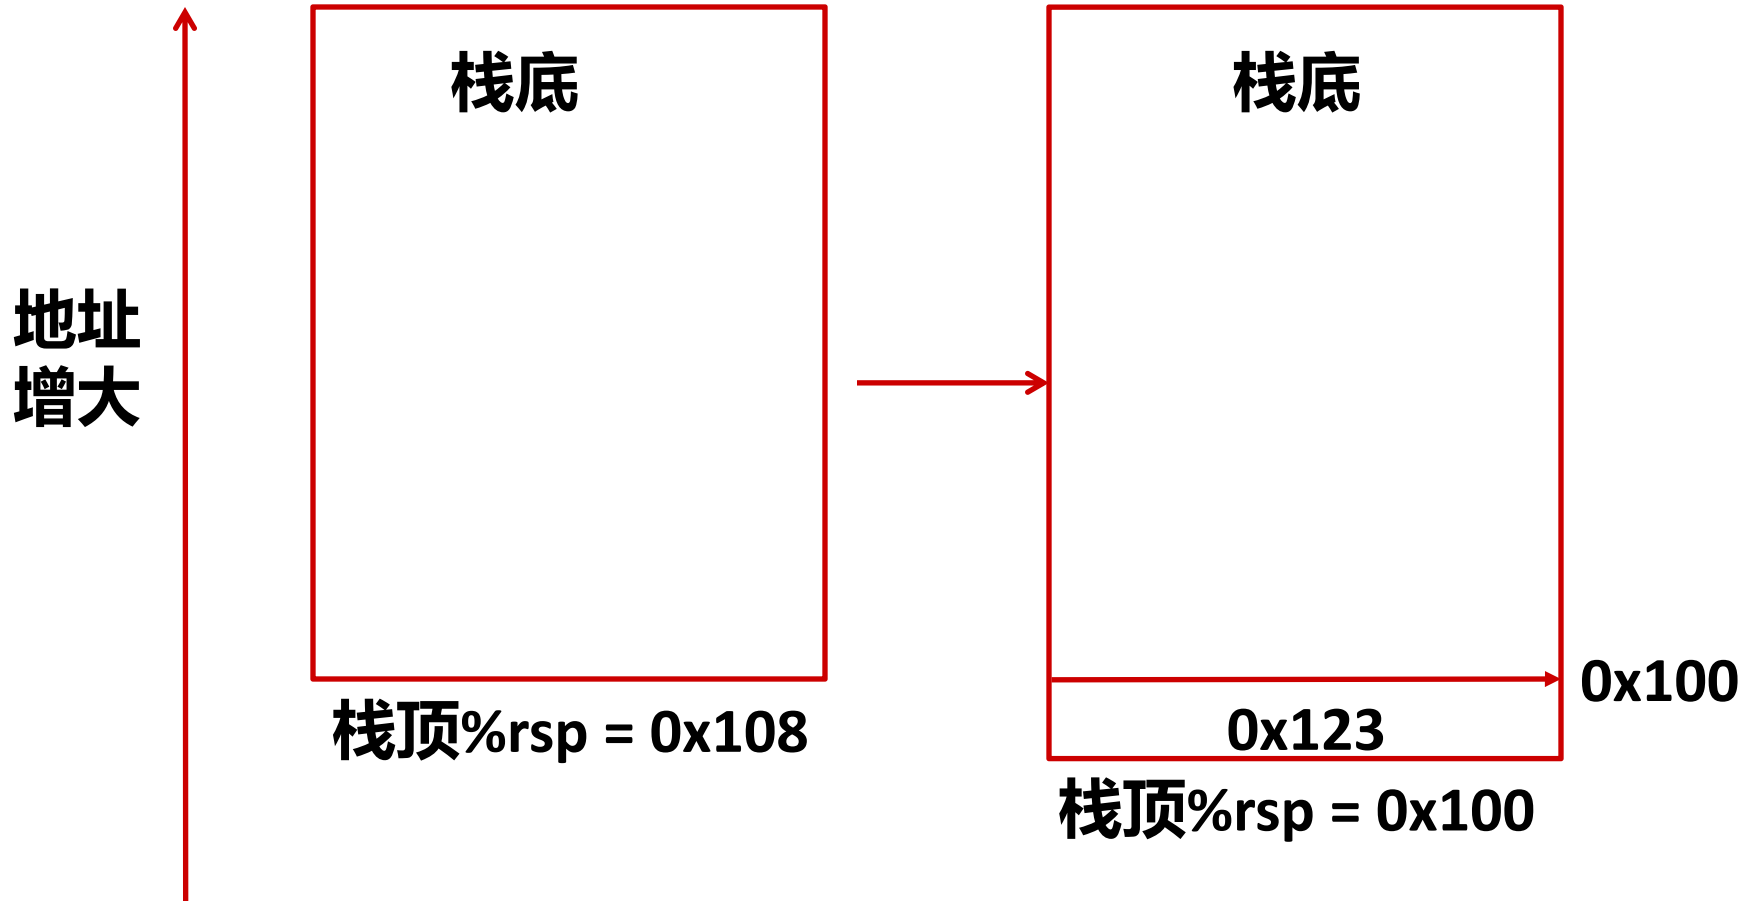 栈底
栈底
地址
增大
0x100
0x123
栈顶%rsp = 0x108
栈顶%rsp = 0x100